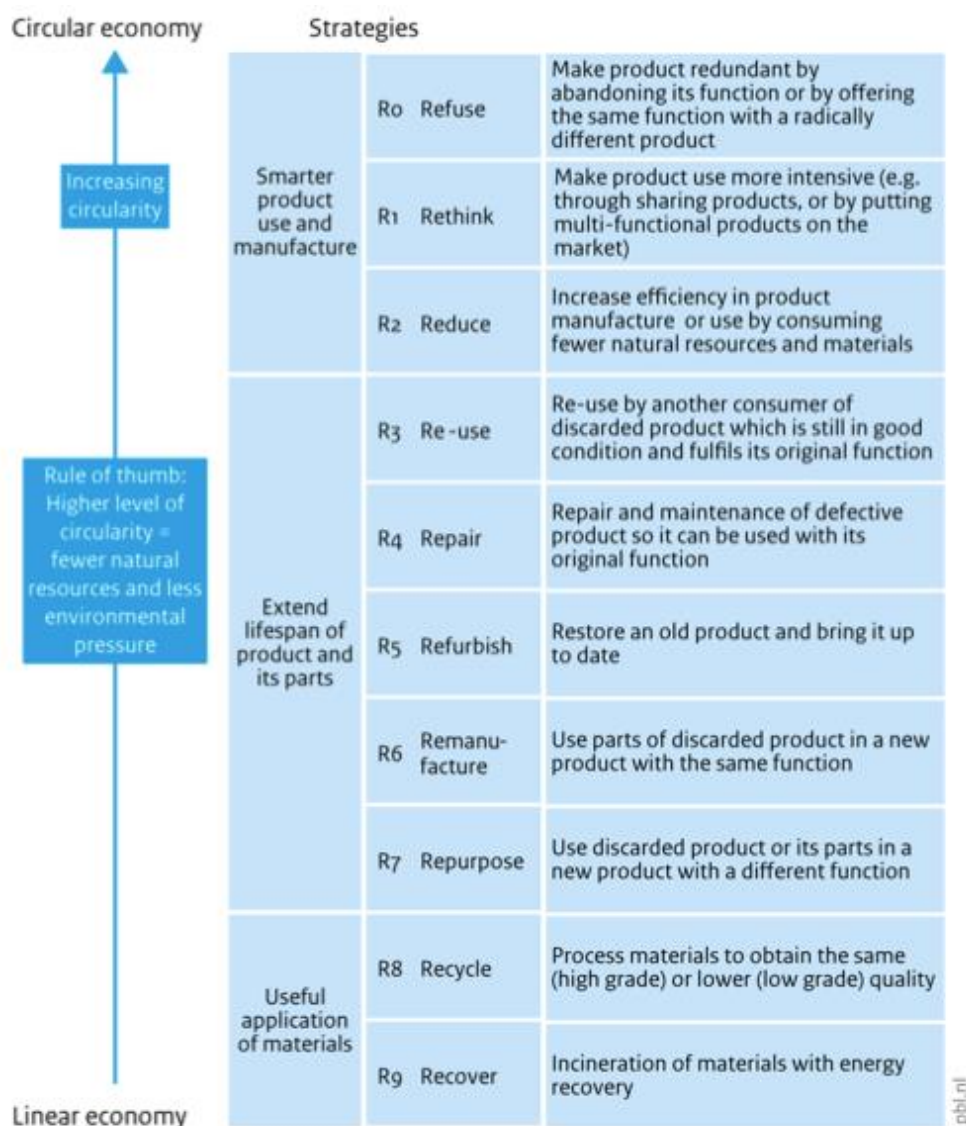 Circular economy
Strategies
Increasing
circularity
Rule of thumb:
Higher level of
circularity =
fewer natural
resources and less
environmental
pressure
Linear economy
Smarter
product
use and
manufacture
R0 Refuse
Make product redundant by
abandoning its function or by offering
the same function with a radically
different product
R1 Rethink
Make product use more intensive (e.g.
through sharing products, or by putting
multi-functional products on the
market)
R2 Reduce
Increase efficiency in product
manufacture or use by consuming
fewer natural resources and materials
Extend
lifespan of
product and
its parts
R3 Re-use
Re-use by another consumer of
discarded product which is still in good
condition and fulfils its original function
R4 Repair
Repair and maintenance of defective
product so it can be used with its
original function
R5 Refurbish
Restore an old product and bring it up
to date
R6 Remanu-
facture
Use parts of discarded product in a new
product with the same function
R7 Repurpose
Use discarded product or its parts in a
new product with a different function
Useful
application
of materials
R8 Recycle
Process materials to obtain the same
(high grade) or lower (low grade) quality
R9 Recover
Incineration of materials with energy
recovery
pbl.nl